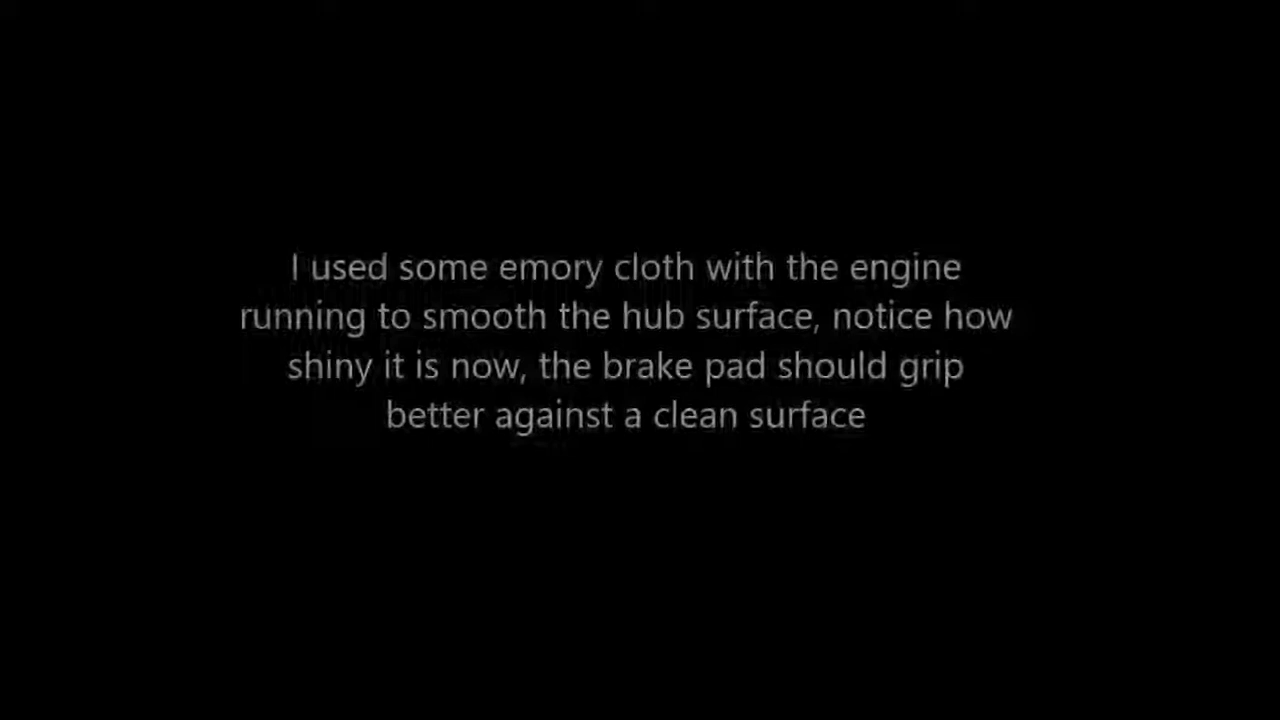 I used some emory cloth with the engine
running to smooth the hub surface, notice how
shiny it is now, the brake pad should grip
better against a clean surface